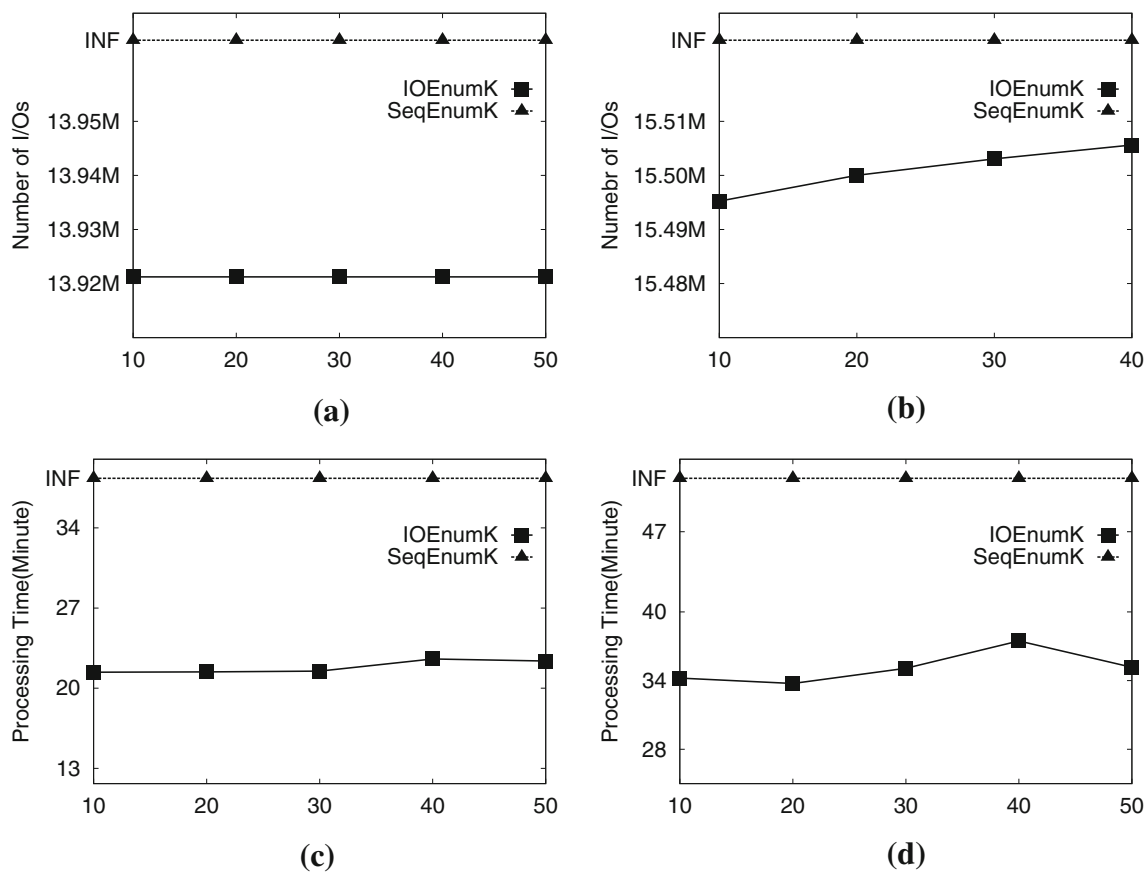 INF
IOEnumK
SeqEnumK
13.95M
13.94M
13.93M
13.92M
Number of I/Os
10 20 30 40 50
(a)
INF
IOEnumK
SeqEnumK
15.51M
15.50M
15.49M
15.48M
Numebr of I/Os
10 20 30 40
(b)
INF
34
IOEnumK
SeqEnumK
27
20
13
Processing Time(Minute)
10 20 30 40 50
(c)
INF
47
IOEnumK
SeqEnumK
40
34
28
Processing Time(Minute)
10 20 30 40 50
(d)